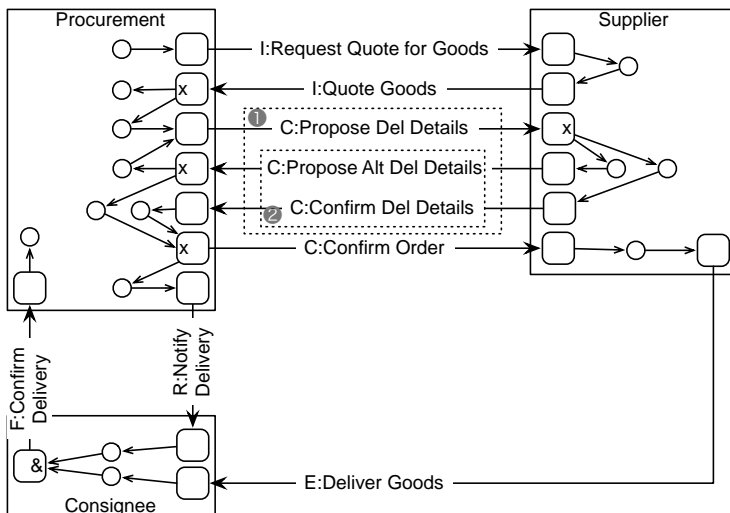 Procurement
Supplier
I:Request Quote for Goods
x
I:Quote Goods
1
C:Propose Del Details
x
x
C:Propose Alt Del Details
C:Confirm Del Details
2
x
C:Confirm Order
F:Confirm
Delivery
R:Notify
Delivery
&
E:Deliver Goods
Consignee